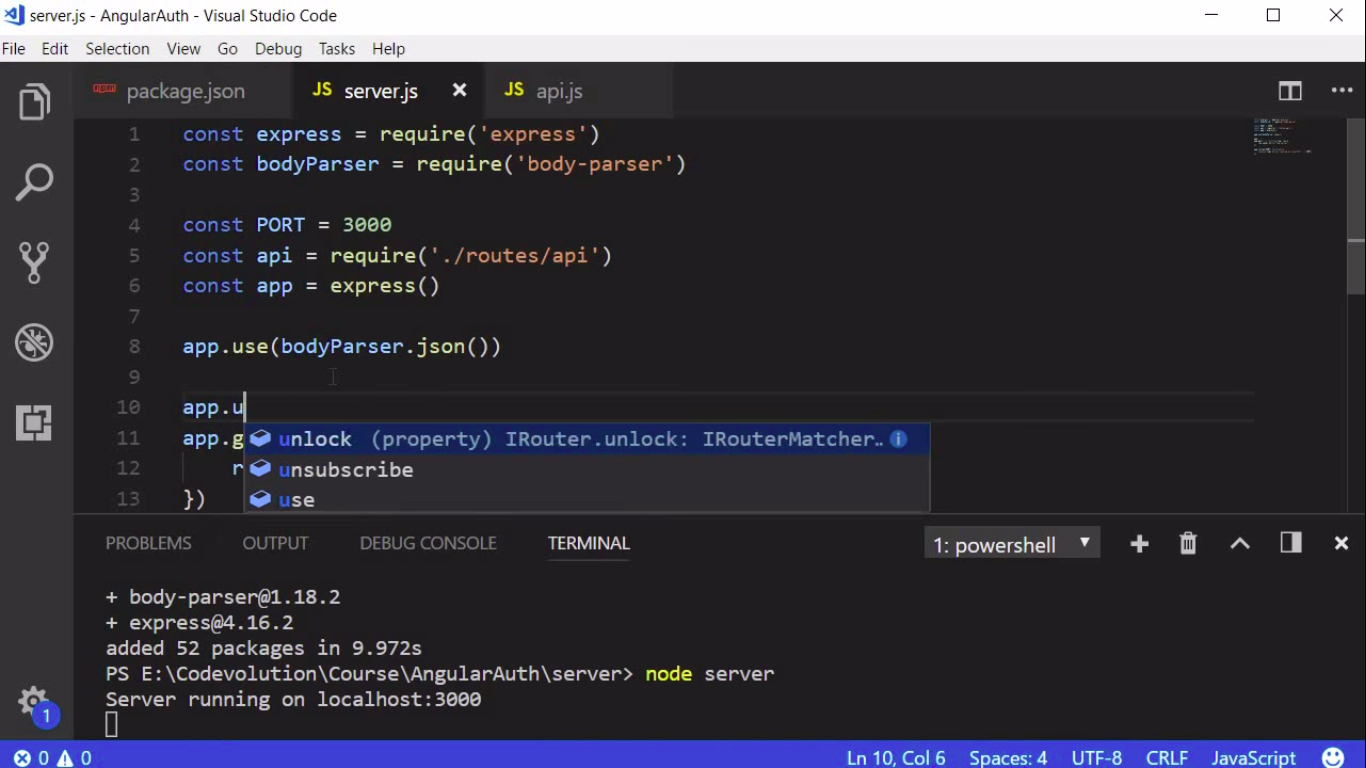 server.js - AngularAuth - Visual Studio Code
File Edit Selection View Go Debug Tasks Help
npm package.json JS server.js JS api.js
1 const express = require('express')
2 const bodyParser = require('body-parser')
3
4 const PORT = 3000
5 const api = require('./routes/api')
6 const app = express()
7
8 app.use(bodyParser.json())
9
10 app.u
11 app.g
unlock (property) IRouter.unlock: IRouterMatcher..
12 r
unsubscribe
13 })
use
PROBLEMS OUTPUT DEBUG CONSOLE TERMINAL 1: powershell
+ body-parser@1.18.2
+ express@4.16.2
added 52 packages in 9.972s
PS E:\Codevolution\Course\AngularAuth\server> node server
Server running on localhost:3000
1
0 0 Ln 10, Col 6 Spaces: 4 UTF-8 CRLF JavaScript